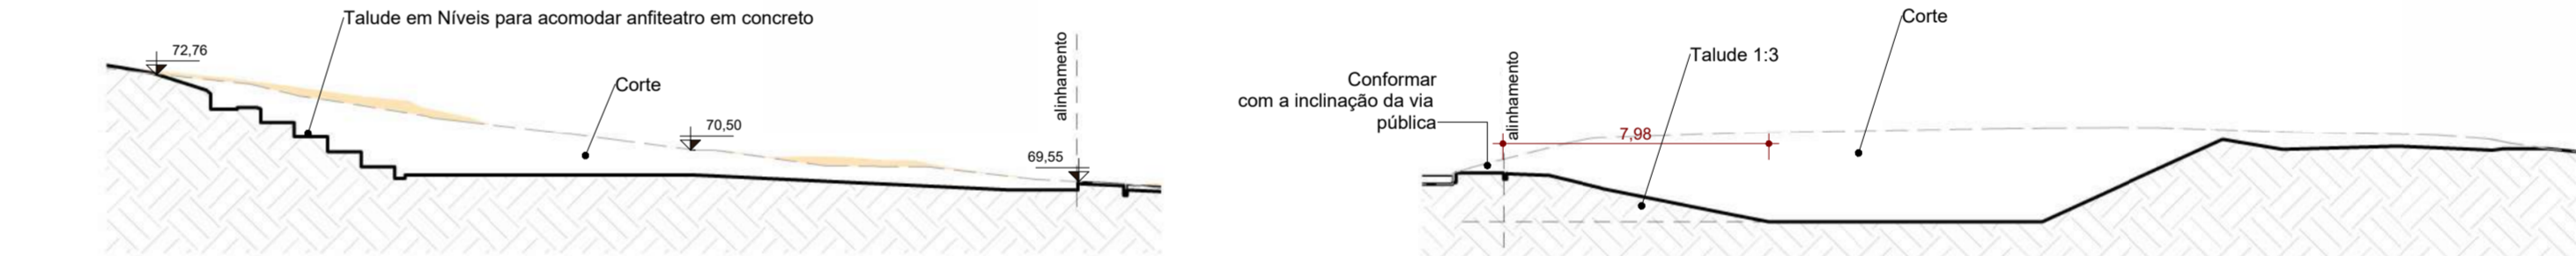 Talude em Níveis para acomodar anfiteatro em concreto
72,76
Corte
70,50
alinhamento
69,55
Conformar
com a inclinação da via
pública
alinhamento
7,98
Talude 1:3
Corte